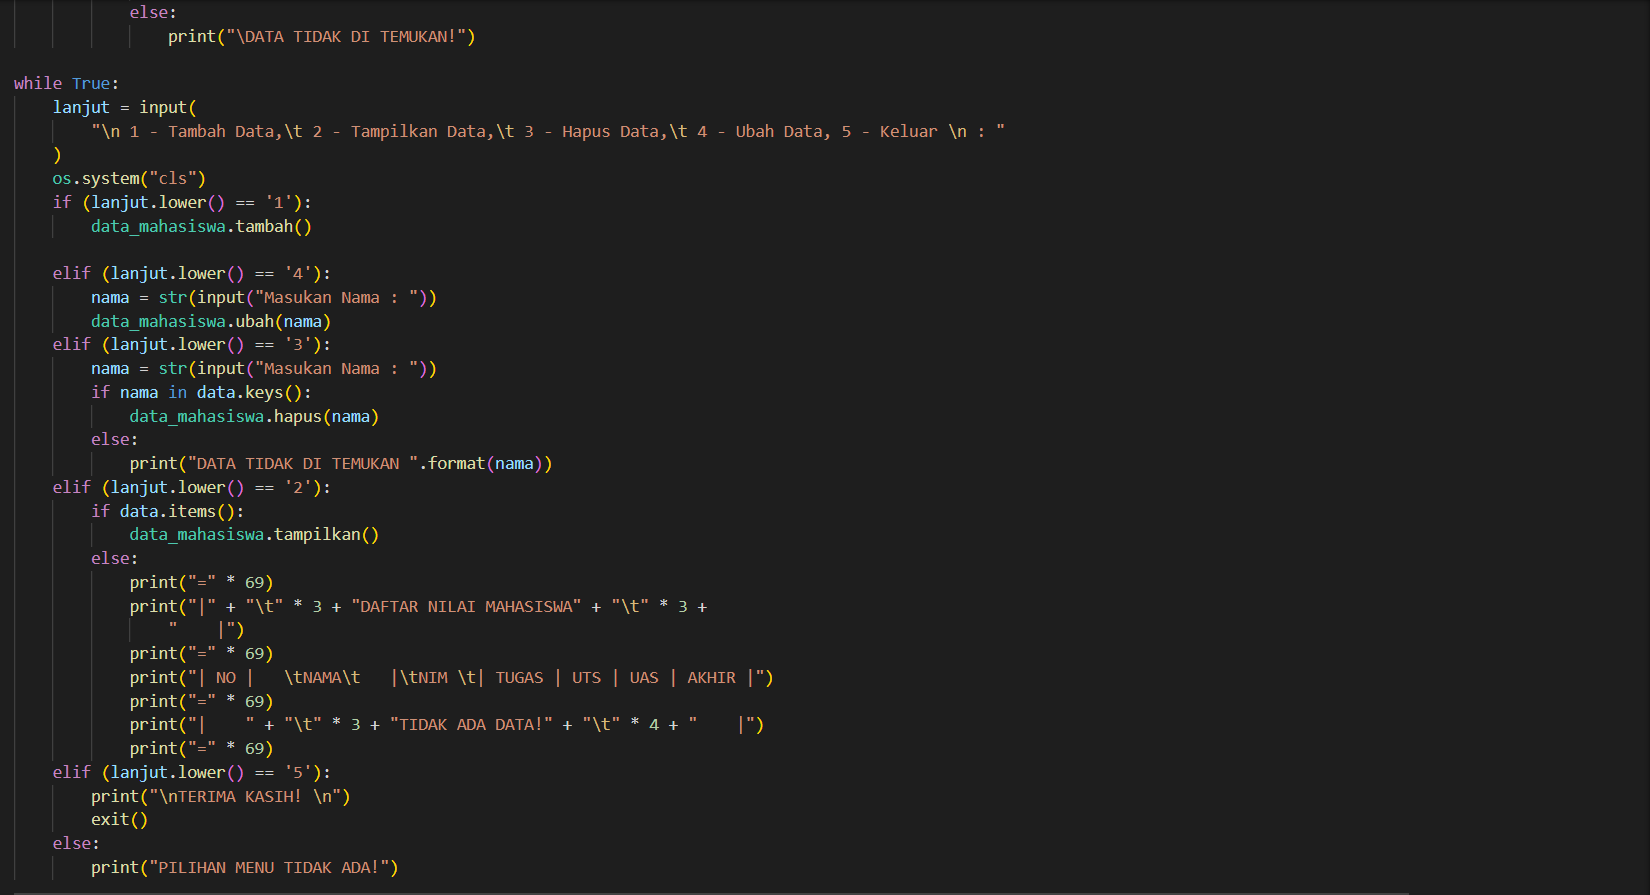 else:
print("\DATA TIDAK DI TEMUKAN!")
while True:
lanjut = input(
"\n 1 - Tambah Data,\t 2 - Tampilkan Data,\t 3 - Hapus Data,\t 4 - Ubah Data, 5 - Keluar \n : "
)
os.system("cls")
if (lanjut.lower() == '1'):
data_mahasiswa.tambah()
elif (lanjut.lower() == '4'):
nama = str(input("Masukan Nama : "))
data_mahasiswa.ubah(nama)
elif (lanjut.lower() == '3'):
nama = str(input("Masukan Nama : "))
if nama in data.keys():
data_mahasiswa.hapus(nama)
else:
print("DATA TIDAK DI TEMUKAN ".format(nama))
elif (lanjut.lower() == '2'):
if data.items():
data_mahasiswa.tampilkan()
else:
print("=" * 69)
print("|" + "\t" * 3 + "DAFTAR NILAI MAHASISWA" + "\t" * 3 +
"    |")
print("=" * 69)
print("| NO |   \tNAMA\t   |\tNIM \t| TUGAS | UTS | UAS | AKHIR |")
print("=" * 69)
print("|    " + "\t" * 3 + "TIDAK ADA DATA!" + "\t" * 4 + "    |")
print("=" * 69)
elif (lanjut.lower() == '5'):
print("\nTERIMA KASIH! \n")
exit()
else:
print("PILIHAN MENU TIDAK ADA!")